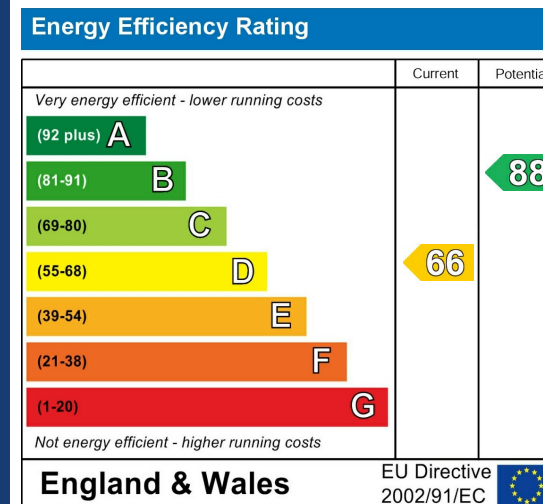 Energy Efficiency Rating
Current Potentia
Very energy efficient - lower running costs
(92 plus) A
(81-91) B
88
(69-80) C
(55-68) D
66
(39-54) E
(21-38) F
(1-20) G
Not energy efficient - higher running costs
England & Wales
EU Directive
2002/91/EC